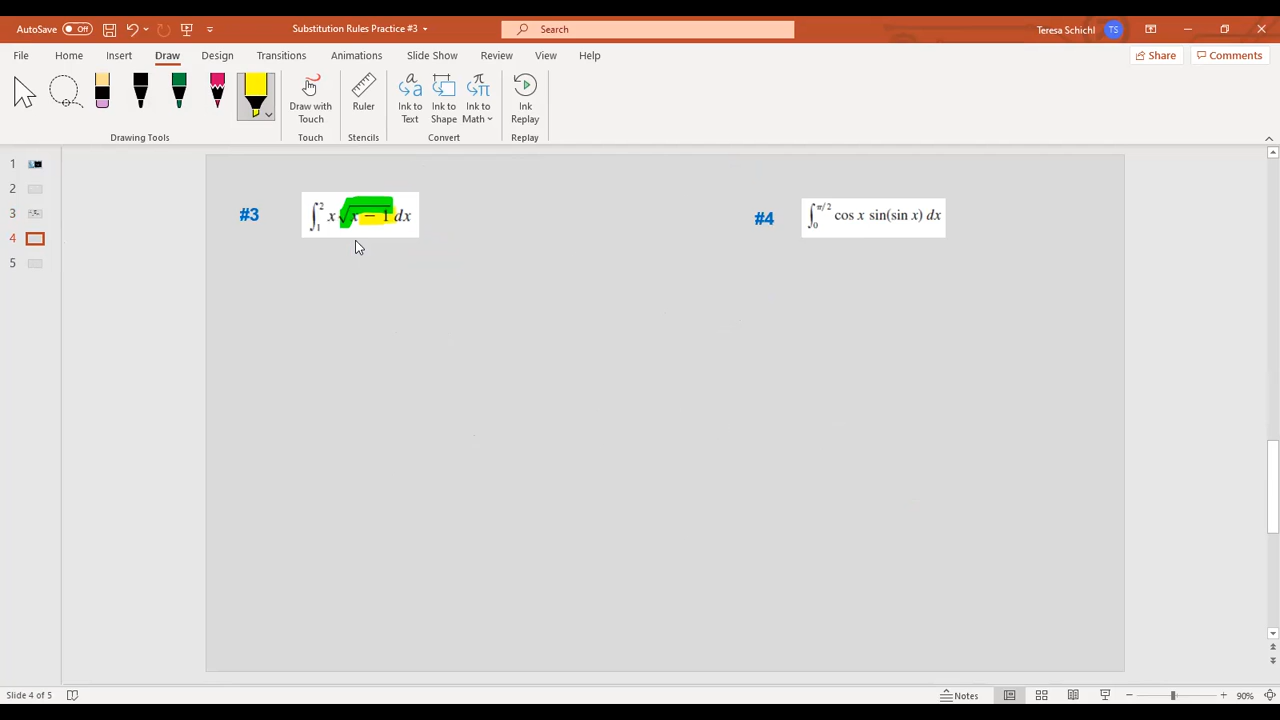 AutoSave Off Substitution Rules Practice #3 Search Teresa Schichl TS
File Home Insert Draw Design Transitions Animations Slide Show Review View Help Share Comments
Draw with Touch Ruler Ink to Text Ink to Shape Ink to Math Ink Replay
Drawing Tools Touch Stencils Convert Replay
1
2
3
4
5
#3 ∫₁² x√(x − 1) dx #4 ∫₀^{π/2} cos x sin(sin x) dx
Slide 4 of 5 Notes 90%